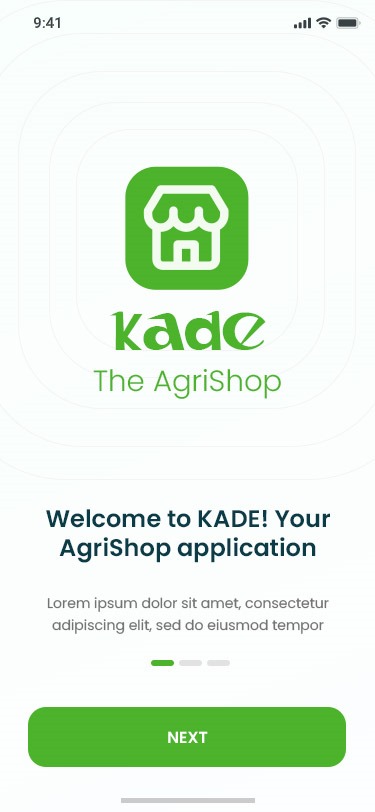 9:41
Kade
The AgriShop
Welcome to KADE! Your
AgriShop application
Lorem ipsum dolor sit amet, consectetur
adipiscing elit, sed do eiusmod tempor
NEXT